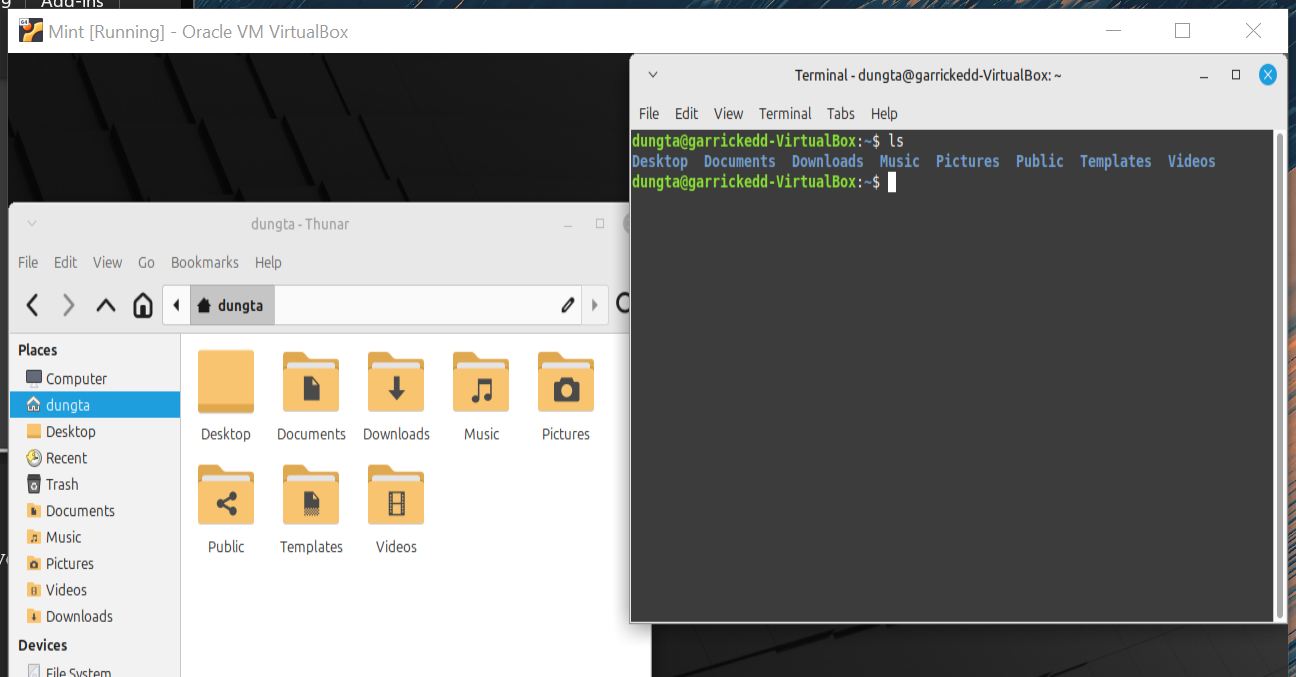 Add-ins
Mint [Running] - Oracle VM VirtualBox
Terminal - dungta@garrickedd-VirtualBox: ~
File Edit View Terminal Tabs Help
dungta@garrickedd-VirtualBox:~$ ls
Desktop Documents Downloads Music Pictures Public Templates Videos
dungta@garrickedd-VirtualBox:~$
dungta - Thunar
File Edit View Go Bookmarks Help
dungta
Places
Computer
dungta
Desktop
Recent
Trash
Documents
Music
Pictures
Videos
Downloads
Devices
File System
Desktop Documents Downloads Music Pictures
Public Templates Videos